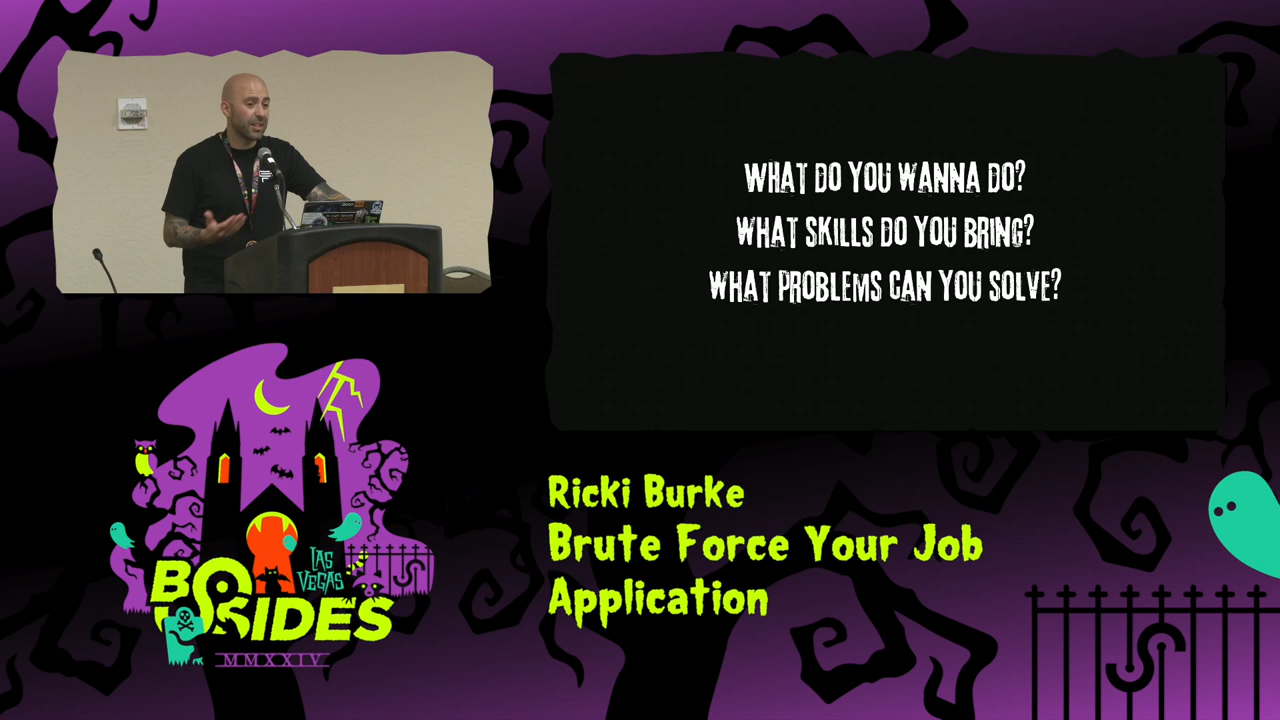 WHAT DO YOU WANNA DO?
WHAT SKILLS DO YOU BRING?
WHAT PROBLEMS CAN YOU SOLVE?
Ricki Burke
Brute Force Your Job
Application
LAS
VEGAS
BSIDES
MMXXIV